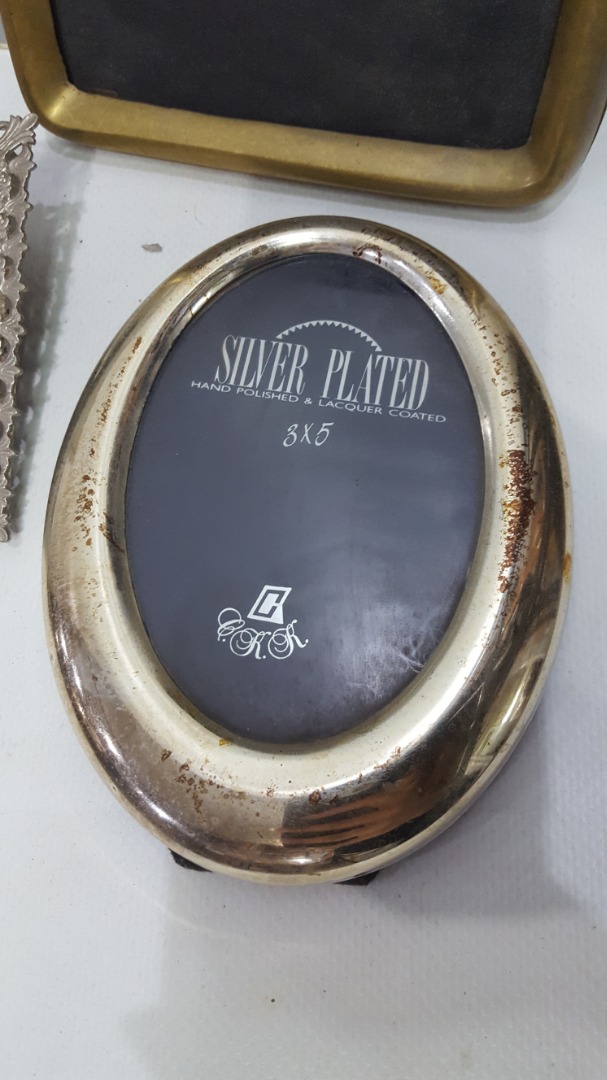 SILVER PLATED
HAND POLISHED & LACQUER COATED
3X5
C.K.K.